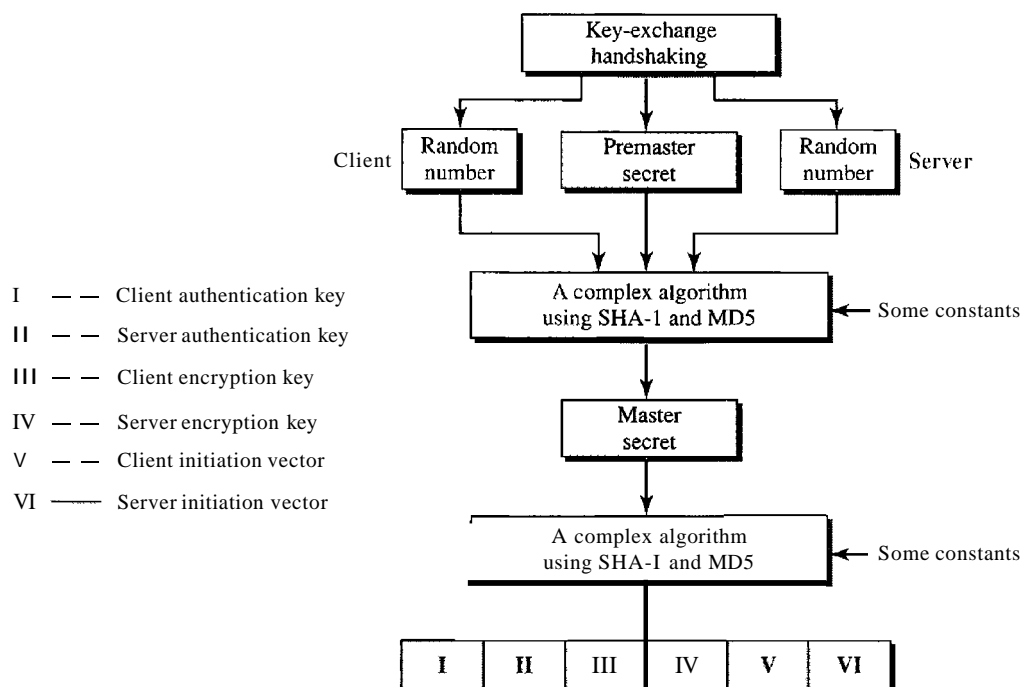 Key-exchange
handshaking
Client
Random
number
Premaster
secret
Random
number
Server
A complex algorithm
using SHA-1 and MD5
Some constants
I — — Client authentication key
II — — Server authentication key
III — — Client encryption key
IV — — Server encryption key
V — — Client initiation vector
VI —— Server initiation vector
Master
secret
A complex algorithm
using SHA-I and MD5
Some constants
I II III IV V VI